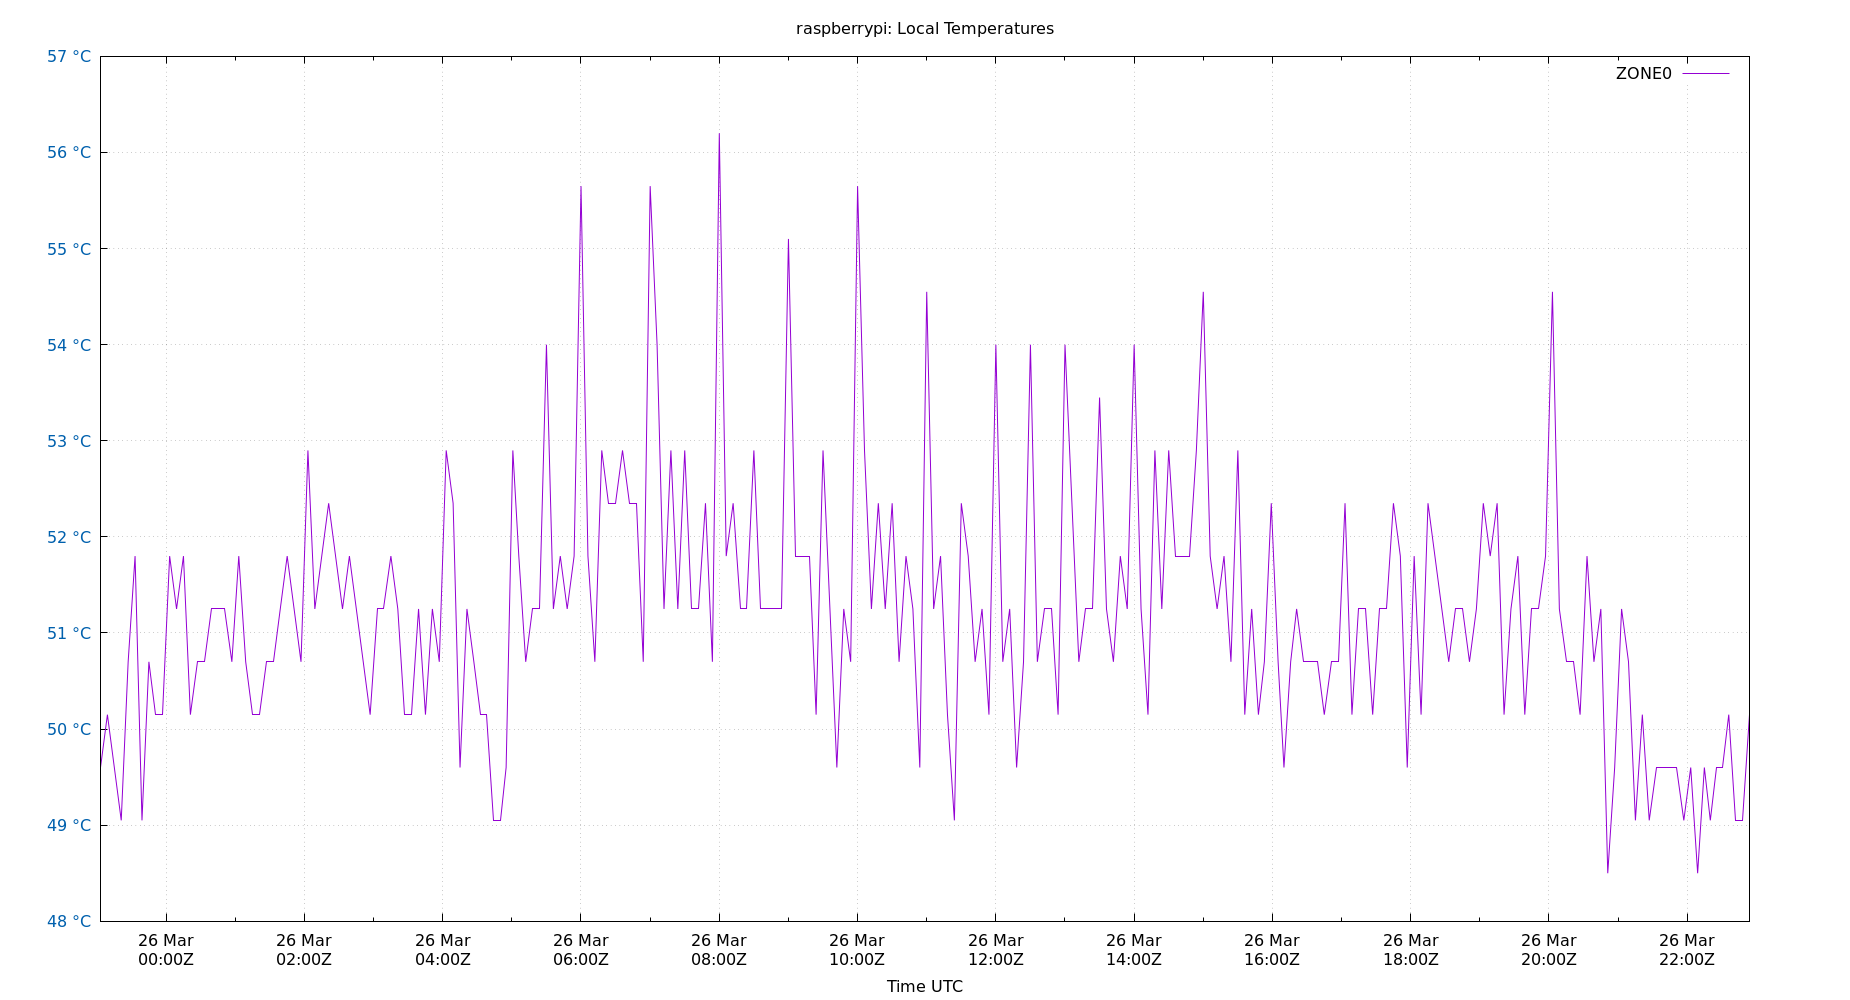 raspberrypi: Local Temperatures
57 °C
ZONE0
56 °C
55 °C
54 °C
53 °C
52 °C
51 °C
50 °C
49 °C
48 °C
26 Mar 26 Mar 26 Mar 26 Mar 26 Mar 26 Mar 26 Mar 26 Mar 26 Mar 26 Mar 26 Mar 26 Mar
00:00Z 02:00Z 04:00Z 06:00Z 08:00Z 10:00Z 12:00Z 14:00Z 16:00Z 18:00Z 20:00Z 22:00Z
Time UTC